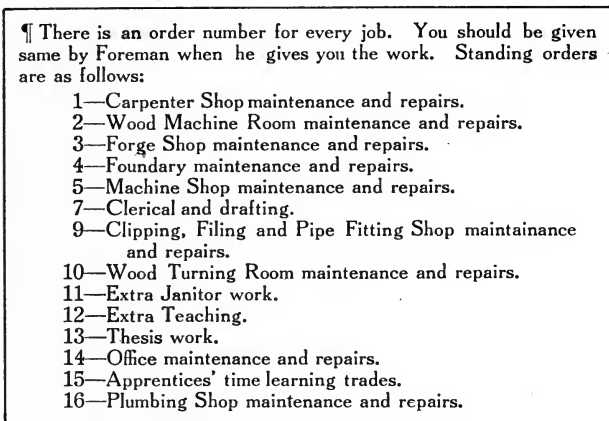 ¶ There is an order number for every job. You should be given
same by Foreman when he gives you the work. Standing orders
are as follows:
1—Carpenter Shop maintenance and repairs.
2—Wood Machine Room maintenance and repairs.
3—Forge Shop maintenance and repairs.
4—Foundary maintenance and repairs.
5—Machine Shop maintenance and repairs.
7—Clerical and drafting.
9—Clipping, Filing and Pipe Fitting Shop maintainance
and repairs.
10—Wood Turning Room maintenance and repairs.
11—Extra Janitor work.
12—Extra Teaching.
13—Thesis work.
14—Office maintenance and repairs.
15—Apprentices' time learning trades.
16—Plumbing Shop maintenance and repairs.